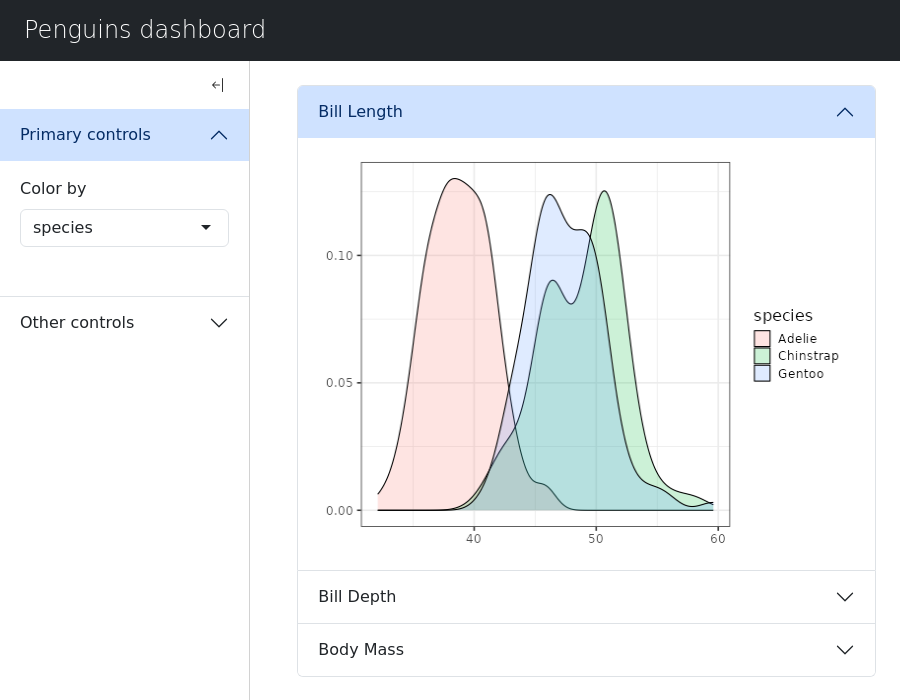 Penguins dashboard
Primary controls
Color by
species
Other controls
Bill Length
0.10
0.05
0.00
40 50 60
species
Adelie
Chinstrap
Gentoo
Bill Depth
Body Mass